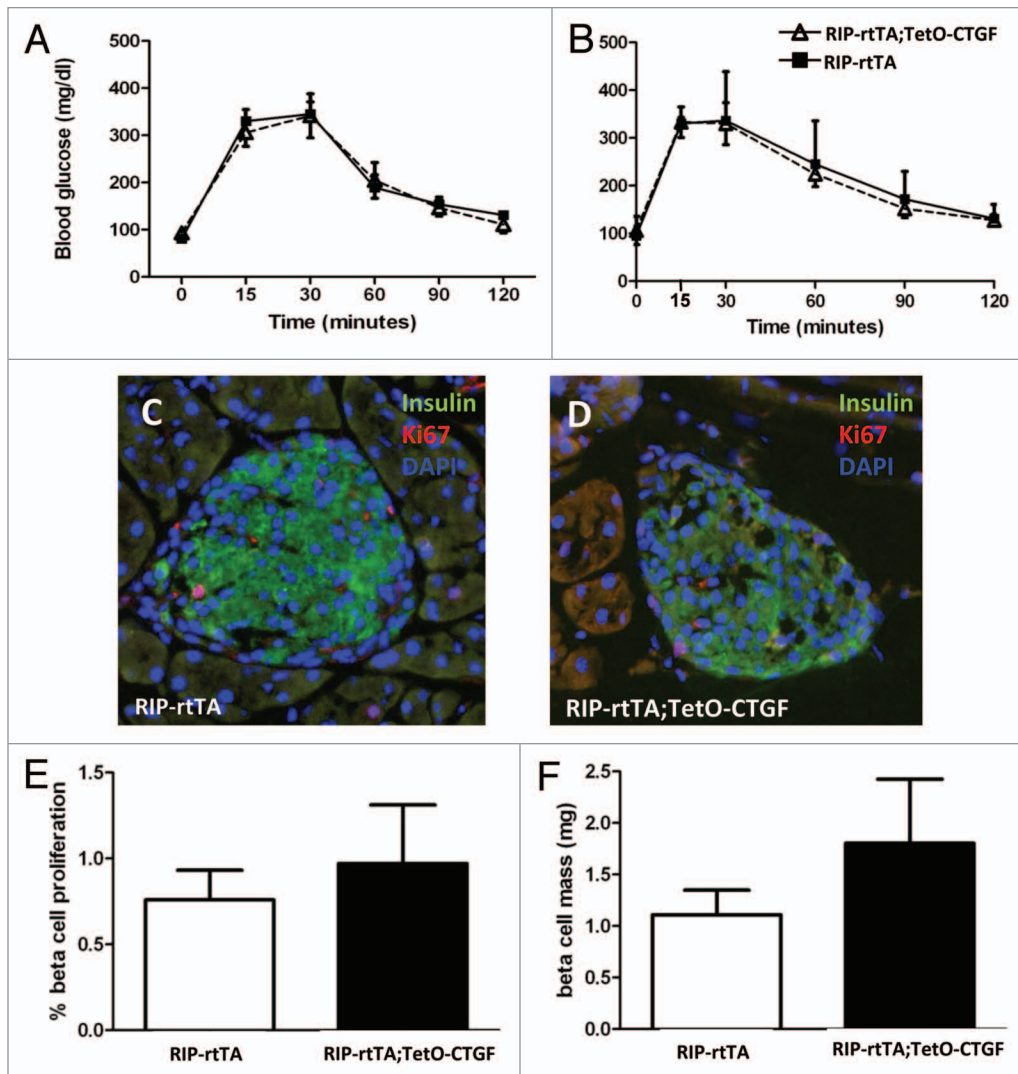 A
500
400
300
200
100
0
Blood glucose (mg/dl)
0 15 30 60 90 120
Time (minutes)
B
RIP-rtTA;TetO-CTGF
RIP-rtTA
500
400
300
200
100
0
0 15 30 60 90 120
Time (minutes)
C
Insulin
Ki67
DAPI
RIP-rtTA
D
Insulin
Ki67
DAPI
RIP-rtTA;TetO-CTGF
E
1.5
1.0
0.5
0.0
% beta cell proliferation
RIP-rtTA RIP-rtTA;TetO-CTGF
F
2.5
2.0
1.5
1.0
0.5
0.0
beta cell mass (mg)
RIP-rtTA RIP-rtTA;TetO-CTGF